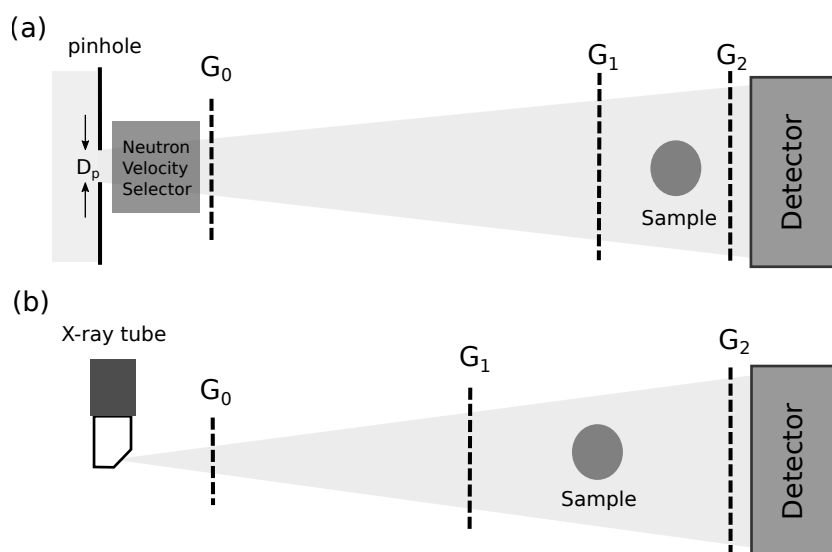 (a)
pinhole
G₀
G₁
G₂
Dₚ
Neutron
Velocity
Selector
Sample
Detector
(b)
X-ray tube
G₀
G₁
G₂
Sample
Detector